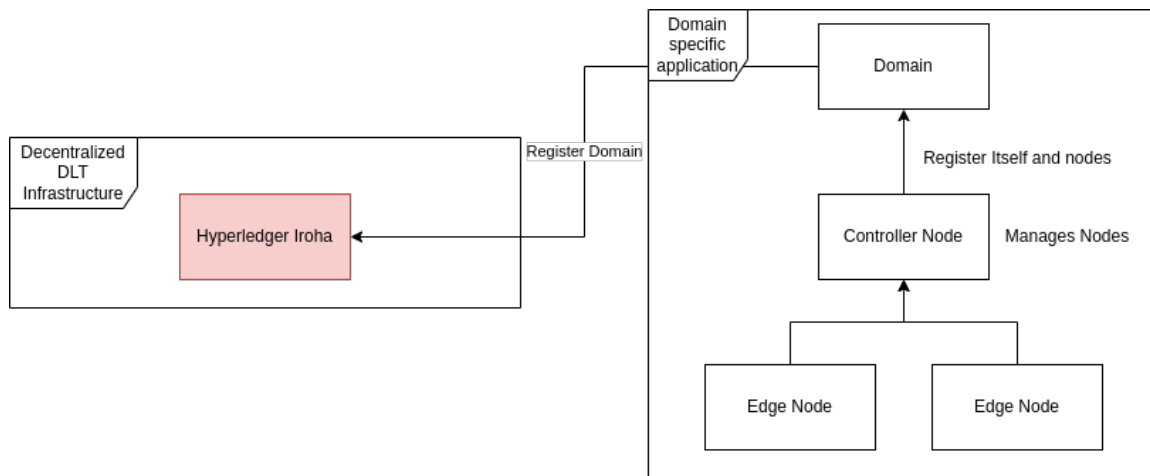 Domain
specific
application
Domain
Register Domain
Decentralized
DLT
Infrastructure
Register Itself and nodes
Hyperledger Iroha
Controller Node
Manages Nodes
Edge Node
Edge Node